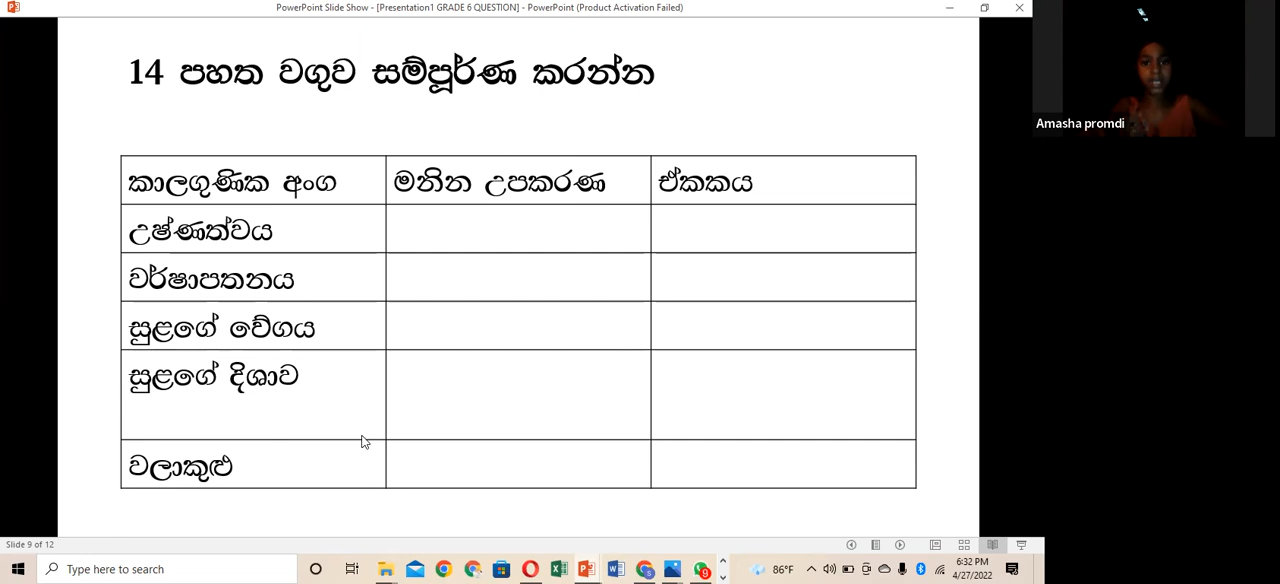 PowerPoint Slide Show - [Presentation1 GRADE 6 QUESTION] - PowerPoint (Product Activation Failed)
14 පහත වගුව සම්පූර්ණ කරන්න
Amasha promdi
කාලගුණික අංග මනින උපකරණ ඒකකය
උෂ්ණත්වය
වර්ෂාපතනය
සුළගේ වේගය
සුළගේ දිශාව
වලාකුළු
Slide 9 of 12
Type here to search
9
86°F
6:32 PM
4/27/2022